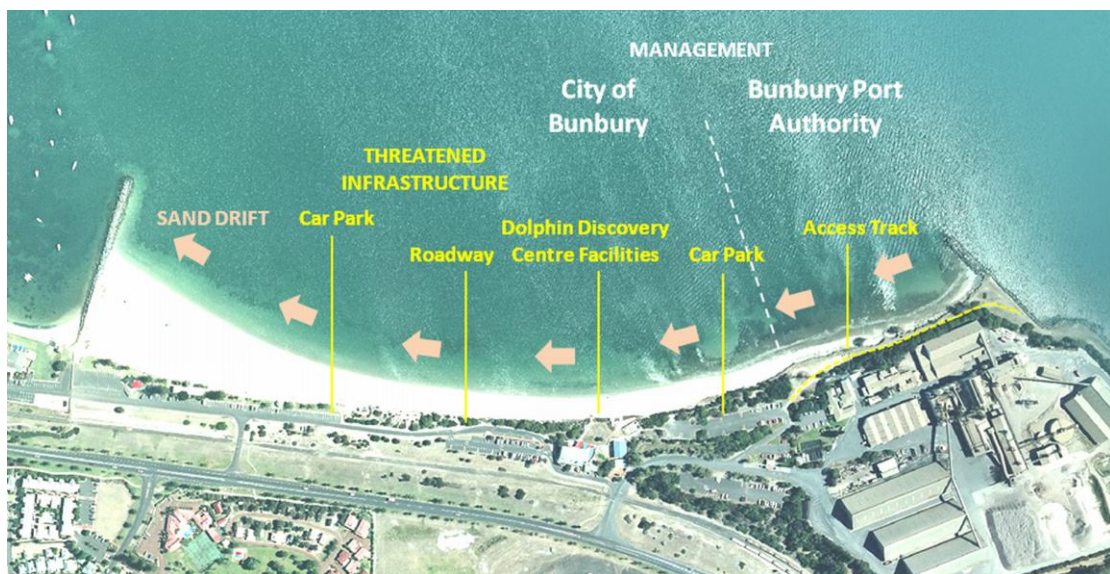 MANAGEMENT
City of
Bunbury
Bunbury Port
Authority
THREATENED
INFRASTRUCTURE
SAND DRIFT
Car Park
Roadway
Dolphin Discovery
Centre Facilities
Car Park
Access Track